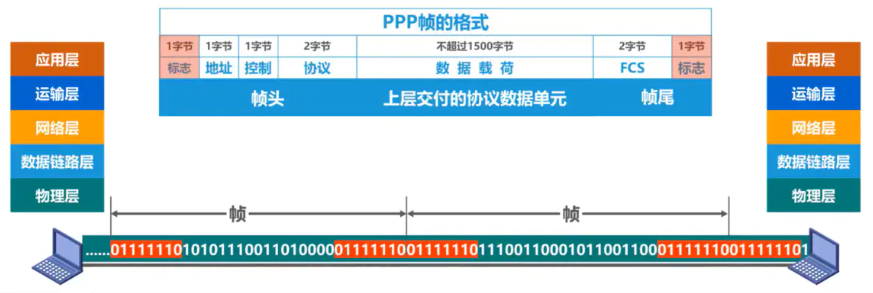 PPP帧的格式
1字节 1字节 1字节 2字节 不超过1500字节 2字节 1字节
标志 地址 控制 协议 数据载荷 FCS 标志
帧头 上层交付的协议数据单元 帧尾
应用层
运输层
网络层
数据链路层
物理层
应用层
运输层
网络层
数据链路层
物理层
帧 帧
......0111111010101110011010000011111100111111011100110001011001100011111100111111101